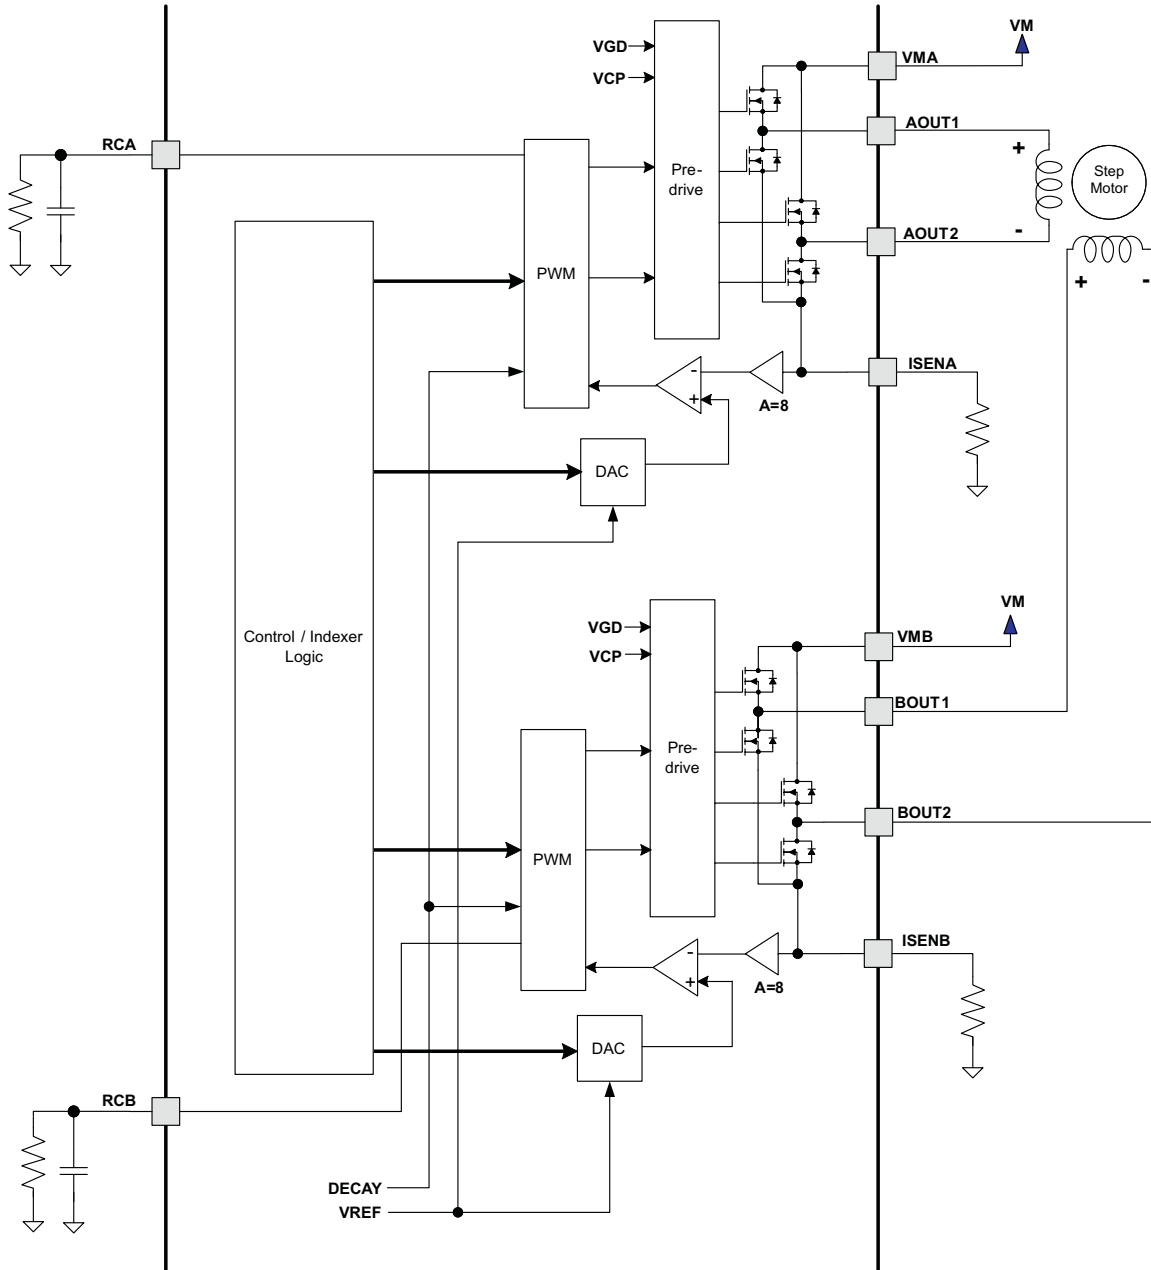 VM
VGD
VMA
VCP
AOUT1
RCA
+
Pre-
drive
Step
Motor
-
AOUT2
PWM
+
-
ISENA
-
+
A=8
DAC
VM
VGD
Control / Indexer
Logic
VMB
VCP
BOUT1
Pre-
drive
BOUT2
PWM
ISENB
-
+
A=8
DAC
RCB
DECAY
VREF